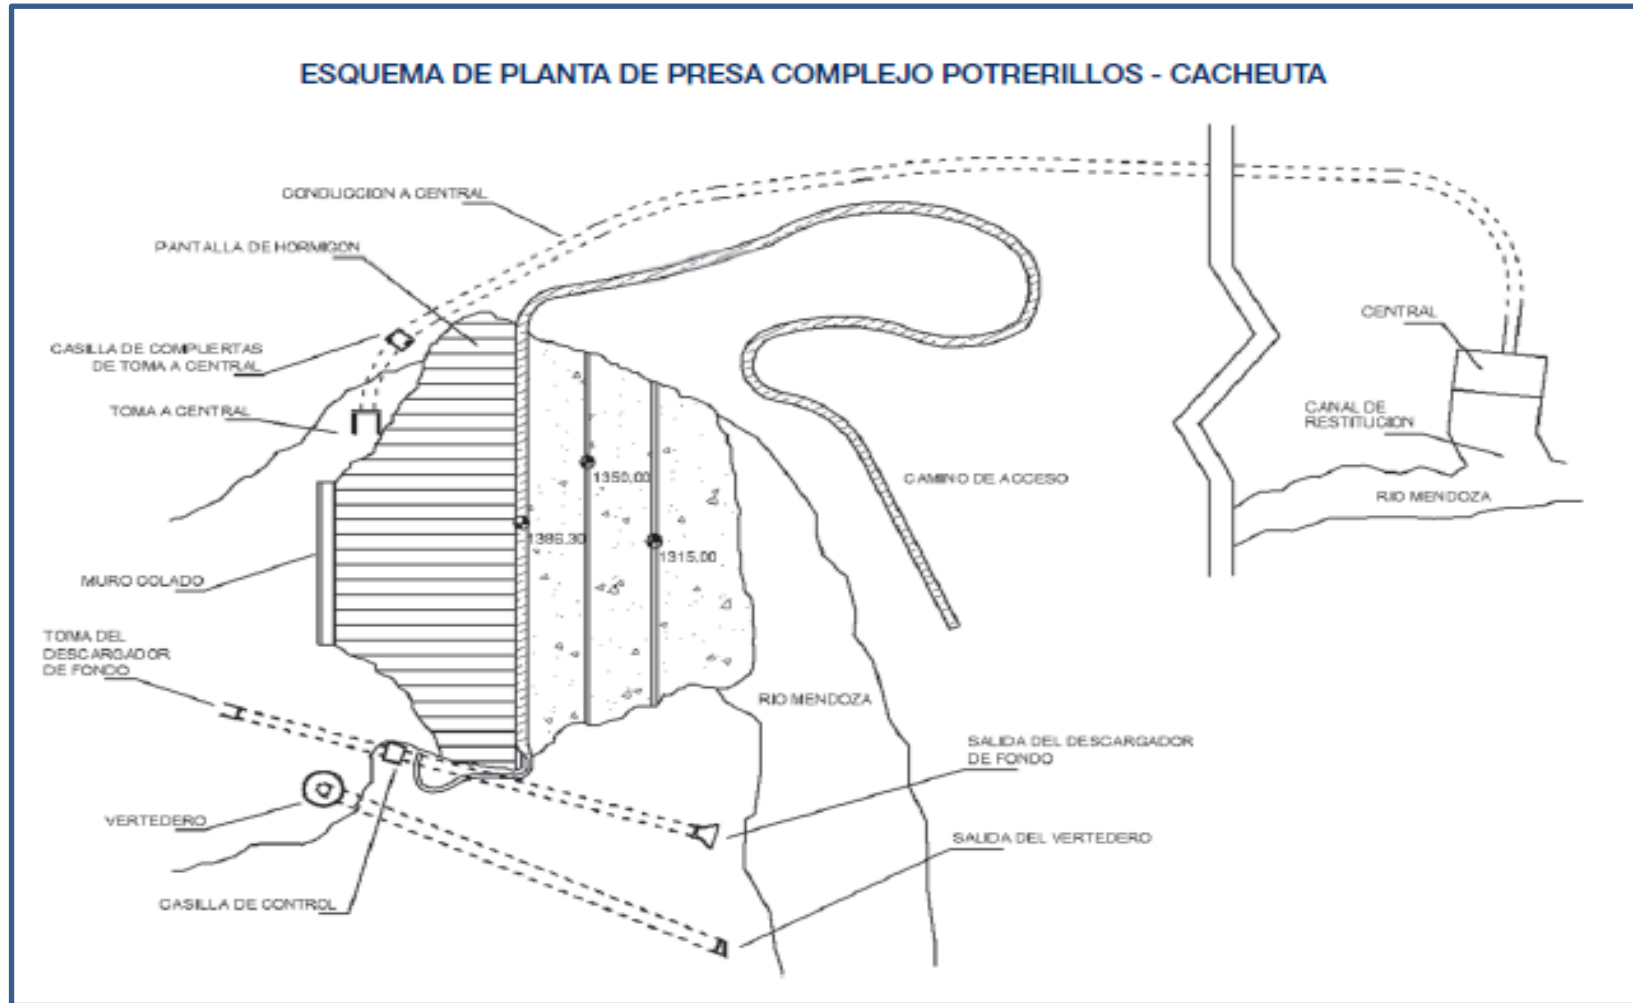 ESQUEMA DE PLANTA DE PRESA COMPLEJO POTRERILLOS - CACHEUTA
CONDUCCION A CENTRAL
PANTALLA DE HORMIGON
CASILLA DE COMPUERTAS
DE TOMA A CENTRAL
TOMA A CENTRAL
MURO COLADO
TOMA DEL
DESCARGADOR
DE FONDO
VERTEDERO
CASILLA DE CONTROL
1350,00
1386,30
1315,00
CAMINO DE ACCESO
RIO MENDOZA
SALIDA DEL DESCARGADOR
DE FONDO
SALIDA DEL VERTEDERO
CENTRAL
CANAL DE
RESTITUCION
RIO MENDOZA